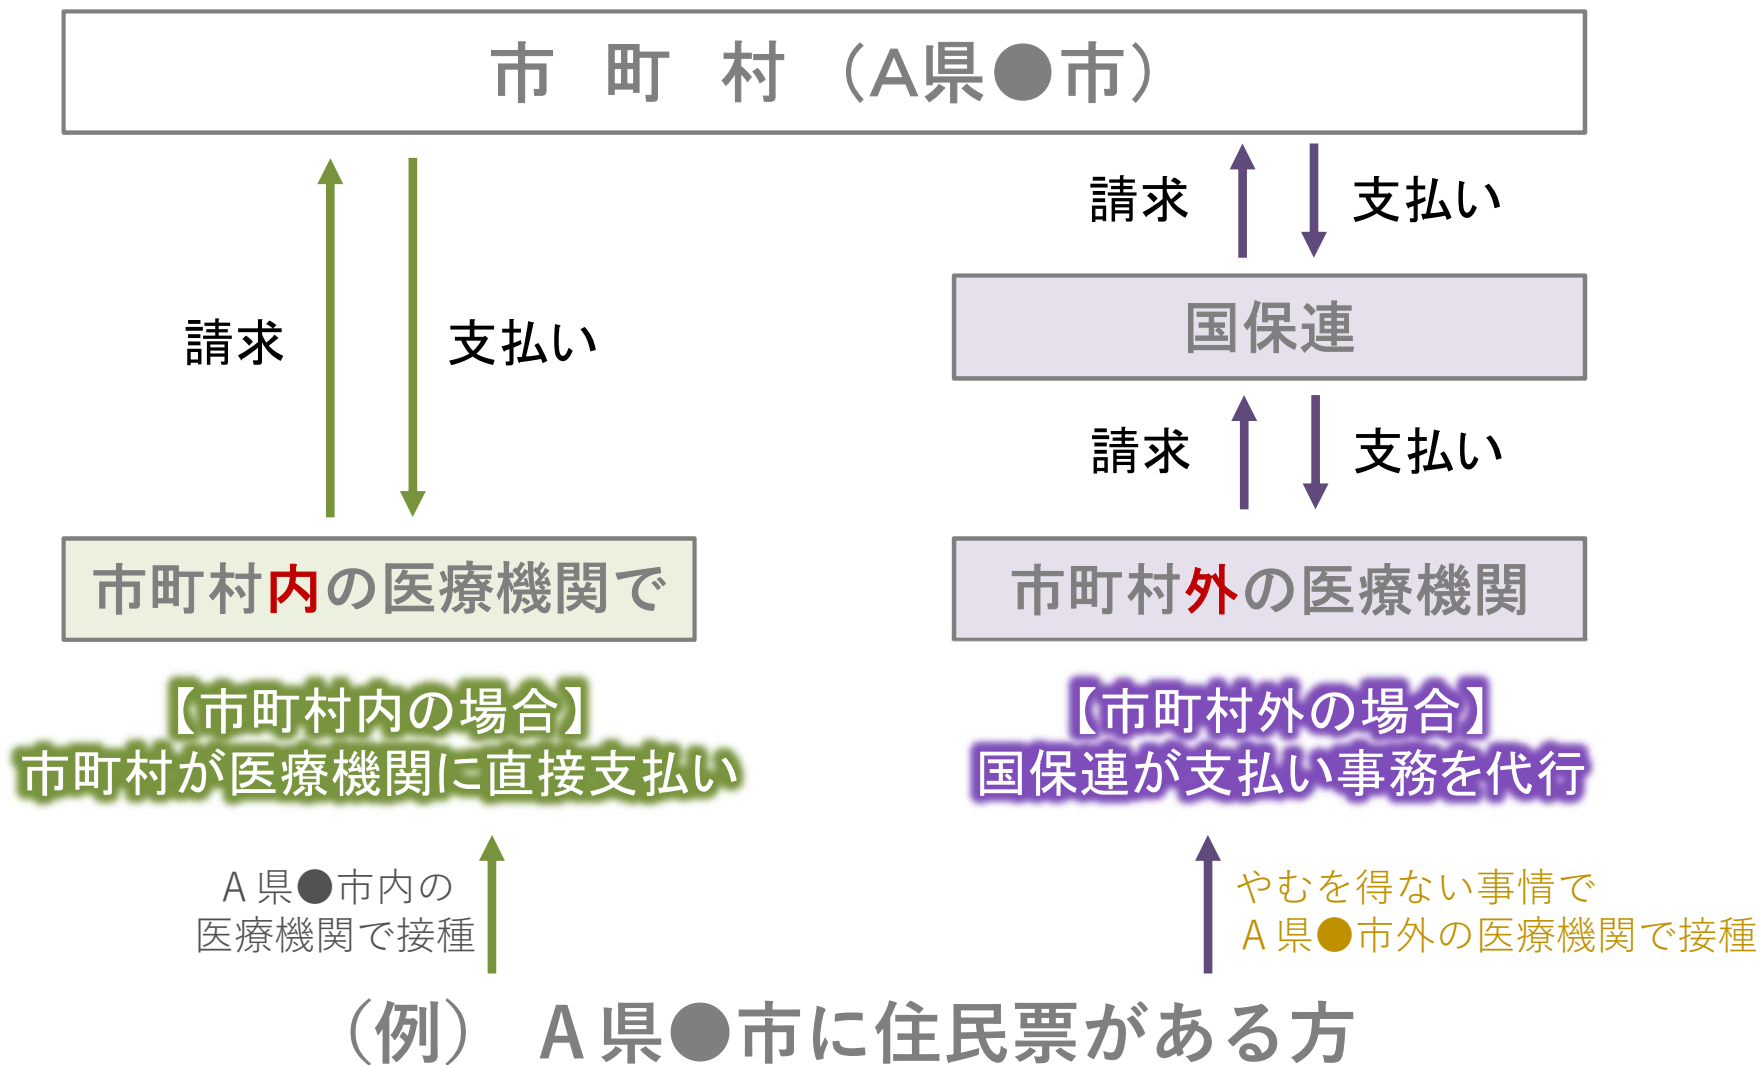 市　町　村　（A県●市）
請求
支払い
請求
支払い
国保連
請求
支払い
市町村内の医療機関で
市町村外の医療機関
【市町村内の場合】
市町村が医療機関に直接支払い
【市町村外の場合】
国保連が支払い事務を代行
A県●市内の
医療機関で接種
やむを得ない事情で
A県●市外の医療機関で接種
（例）　A県●市に住民票がある方